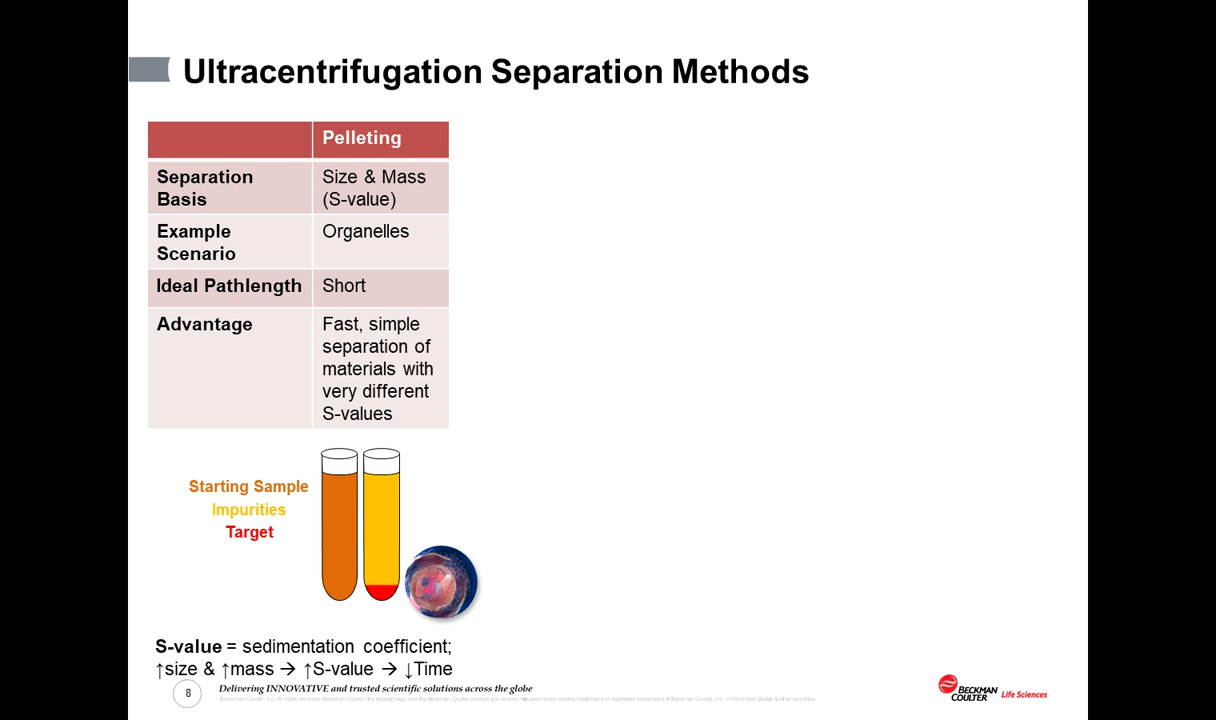 Ultracentrifugation Separation Methods
Pelleting
Separation Basis
Size & Mass (S-value)
Example Scenario
Organelles
Ideal Pathlength
Short
Advantage
Fast, simple
separation of
materials with
very different
S-values
Starting Sample
Impurities
Target
S-value = sedimentation coefficient;
↑size & ↑mass → ↑S-value → ↓Time
8
Delivering INNOVATIVE and trusted scientific solutions across the globe
BECKMAN
COULTER
Life Sciences